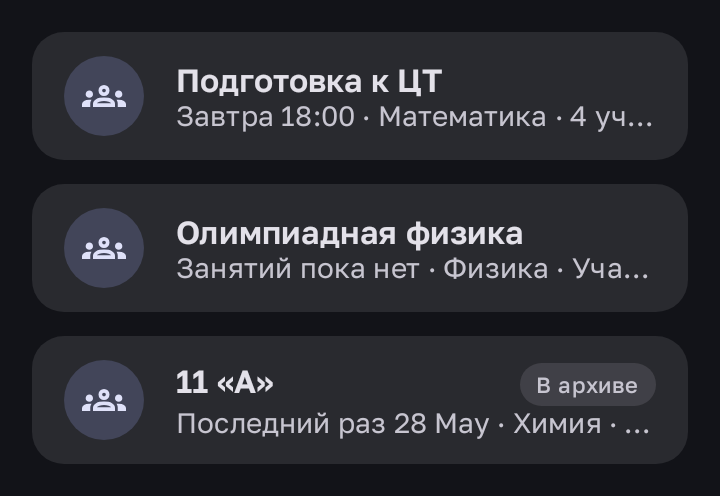 Подготовка к ЦТ
Завтра 18:00 · Математика · 4 уч…
Олимпиадная физика
Занятий пока нет · Физика · Уча…
11 «А»
В архиве
Последний раз 28 May · Химия · …